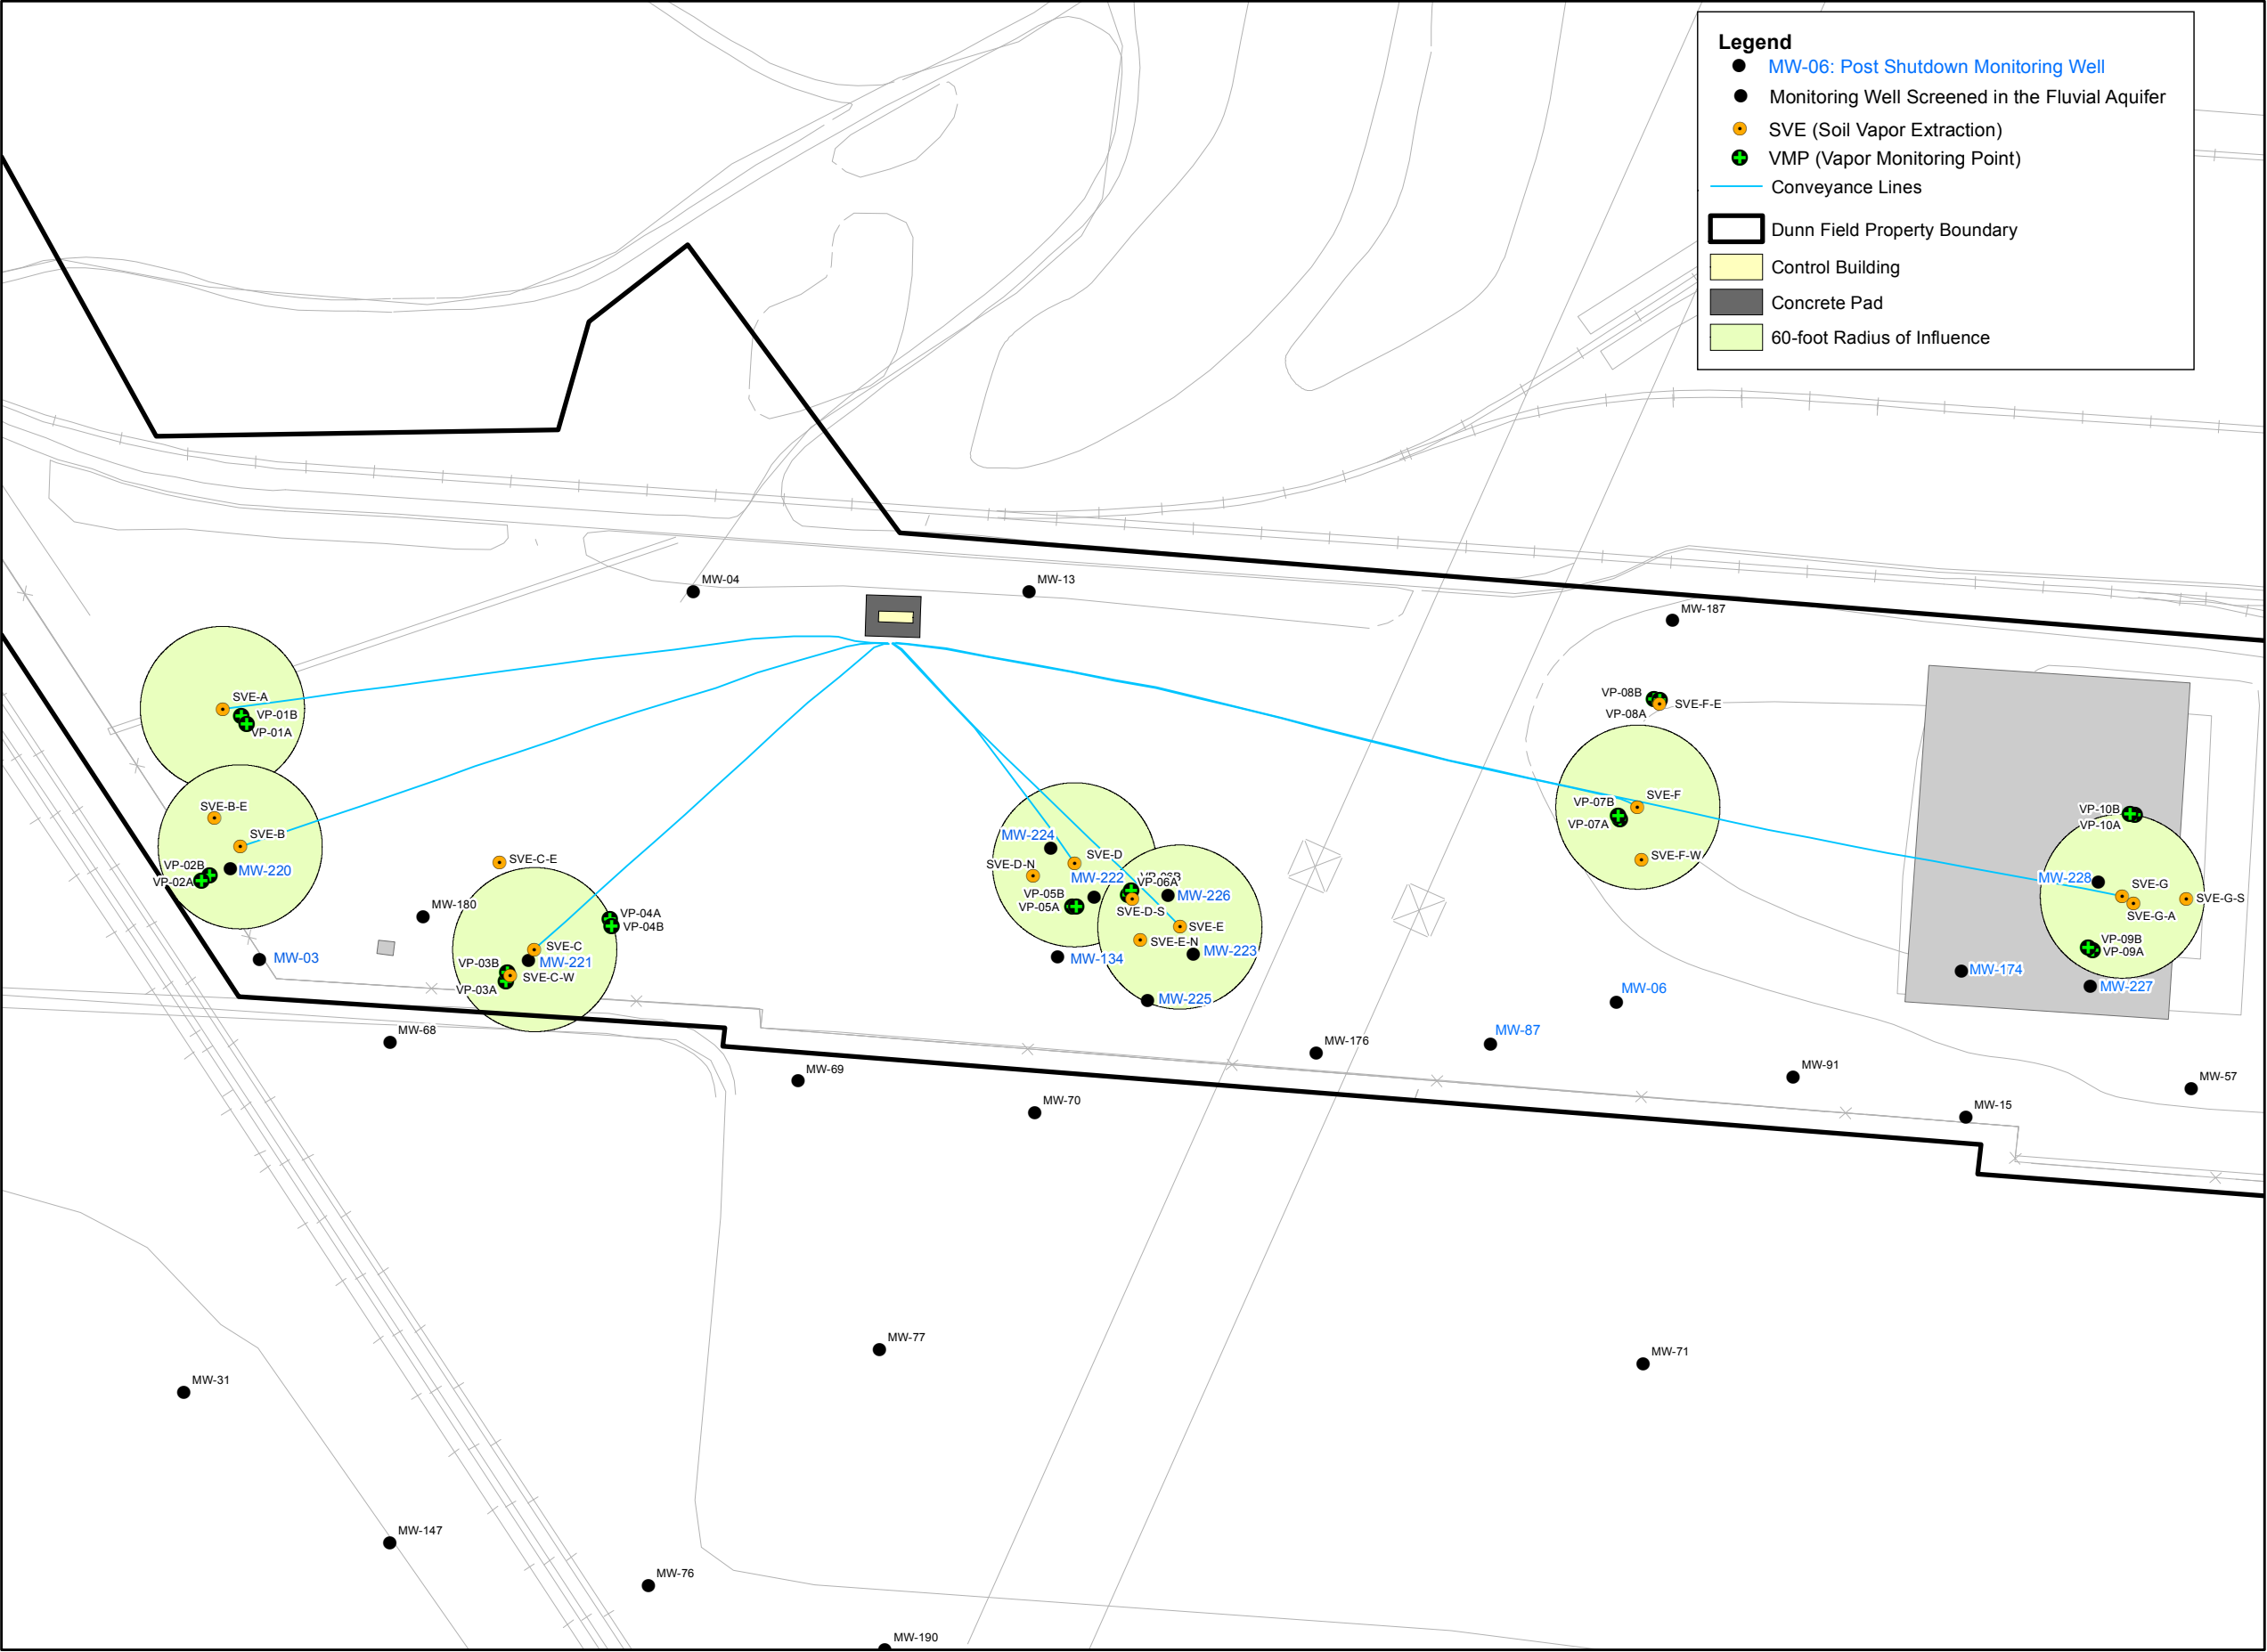 Legend
MW-06: Post Shutdown Monitoring Well
Monitoring Well Screened in the Fluvial Aquifer
SVE (Soil Vapor Extraction)
VMP (Vapor Monitoring Point)
Conveyance Lines
Dunn Field Property Boundary
Control Building
Concrete Pad
60-foot Radius of Influence
MW-04
MW-13
MW-187
SVE-A
VP-01B
VP-01A
VP-08B
SVE-F-E
VP-08A
SVE-B-E
SVE-B
VP-02B
MW-220
VP-02A
SVE-C-E
MW-180
VP-04A
VP-04B
SVE-C
MW-03
VP-03B
MW-221
SVE-C-W
VP-03A
MW-224
SVE-D
SVE-D-N
MW-222
VP-06B
VP-06A
VP-05B
VP-05A
MW-226
SVE-D-S
SVE-E
SVE-E-N
MW-223
MW-134
MW-225
SVE-F
VP-07B
VP-07A
SVE-F-W
VP-10B
VP-10A
MW-228
SVE-G
SVE-G-S
SVE-G-A
VP-09B
VP-09A
MW-174
MW-227
MW-06
MW-87
MW-68
MW-176
MW-69
MW-91
MW-57
MW-70
MW-15
MW-77
MW-71
MW-31
MW-147
MW-76
MW-190